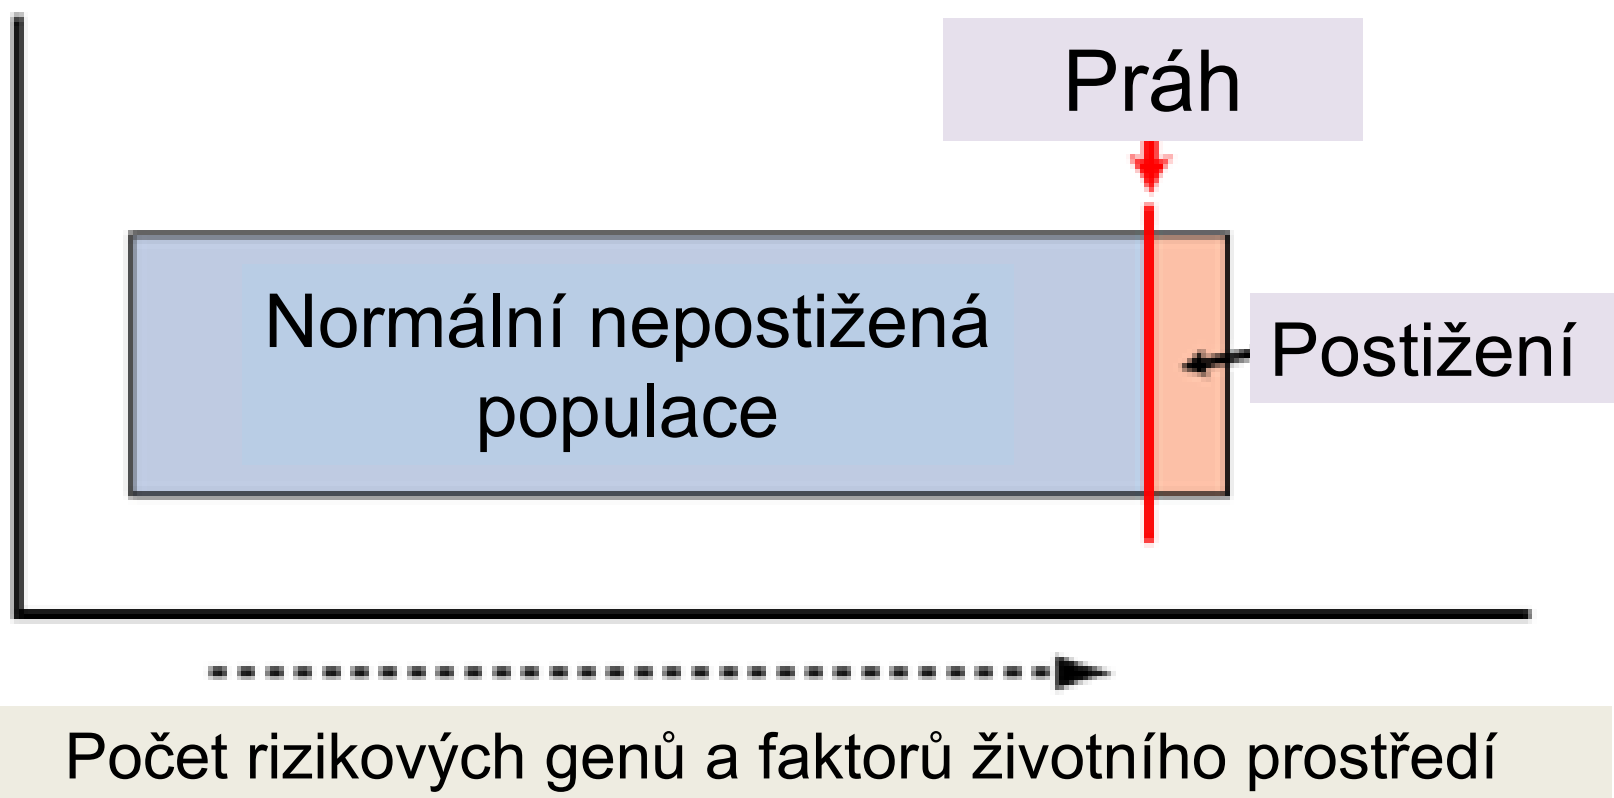 Práh
Normální nepostižená
populace
Postižení
Počet rizikových genů a faktorů životního prostředí